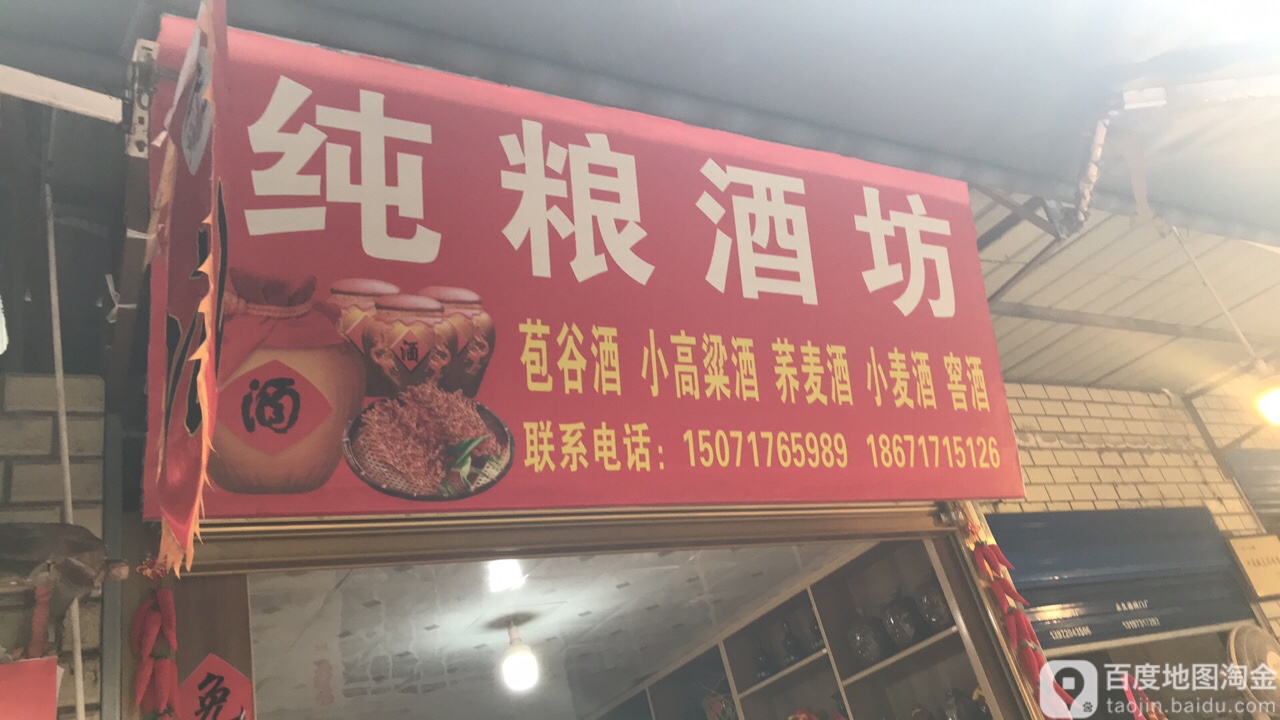 纯粮酒坊
苞谷酒 小高粱酒 荞麦酒 小麦酒 窖酒
联系电话：15071765989 18671715126
酒
酒
免
百度地图淘金
taojin.baidu.com